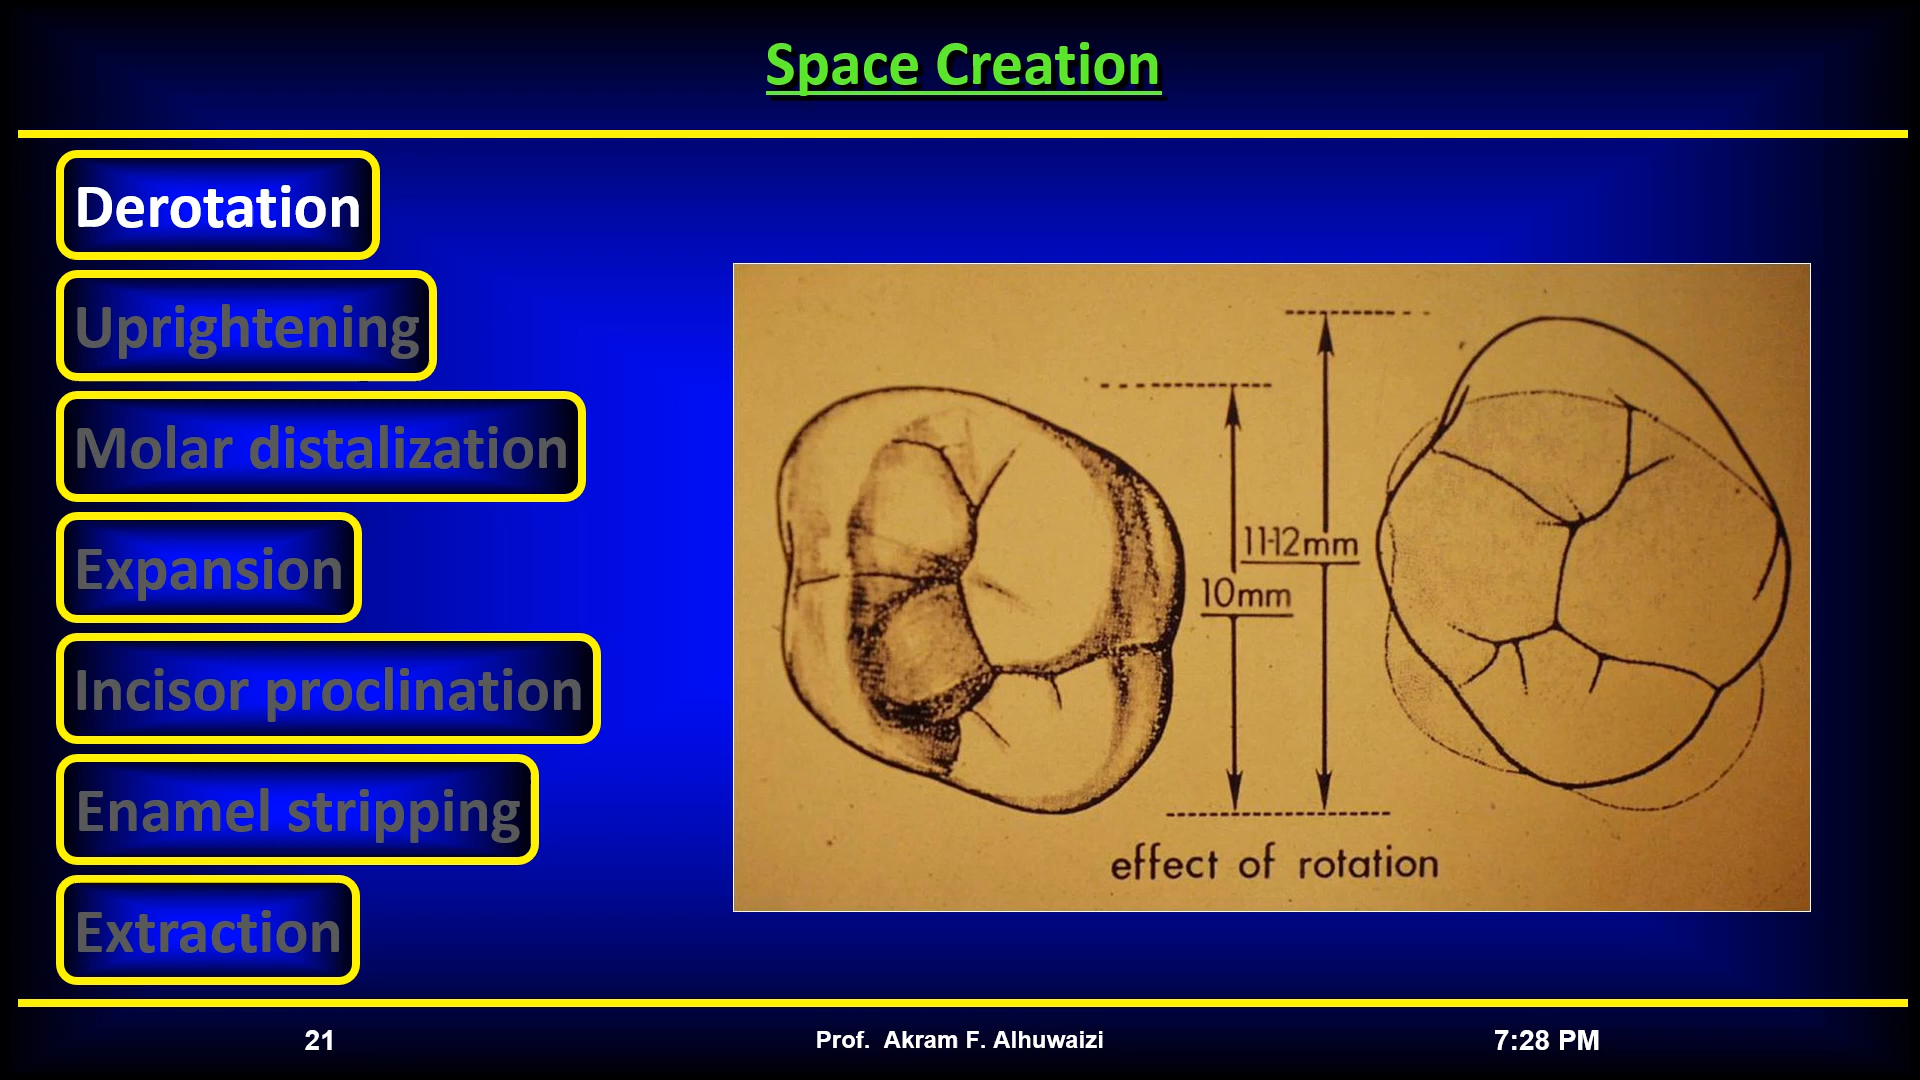 Space Creation
Derotation
Uprightening
Molar distalization
Expansion
Incisor proclination
Enamel stripping
Extraction
11-12mm
10mm
effect of rotation
21
Prof. Akram F. Alhuwaizi
7:28 PM